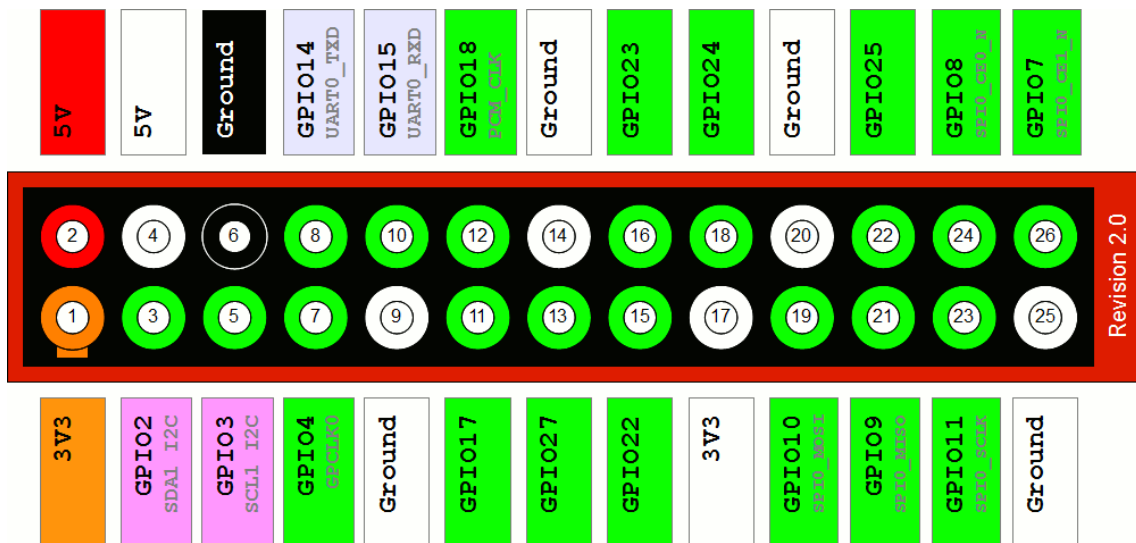 5V
5V
Ground
GPIO14
UART0_TXD
GPIO15
UART0_RXD
GPIO18
PCM_CLK
Ground
GPIO23
GPIO24
Ground
GPIO25
GPIO8
SPI0_CE0_N
GPIO7
SPI0_CE1_N
2 4 6 8 10 12 14 16 18 20 22 24 26
1 3 5 7 9 11 13 15 17 19 21 23 25
Revision 2.0
3V3
GPIO2
SDA1 I2C
GPIO3
SCL1 I2C
GPIO4
GPCLK0
Ground
GPIO17
GPIO27
GPIO22
3V3
GPIO10
SPI0_MOSI
GPIO9
SPI0_MISO
GPIO11
SPI0_SCLK
Ground